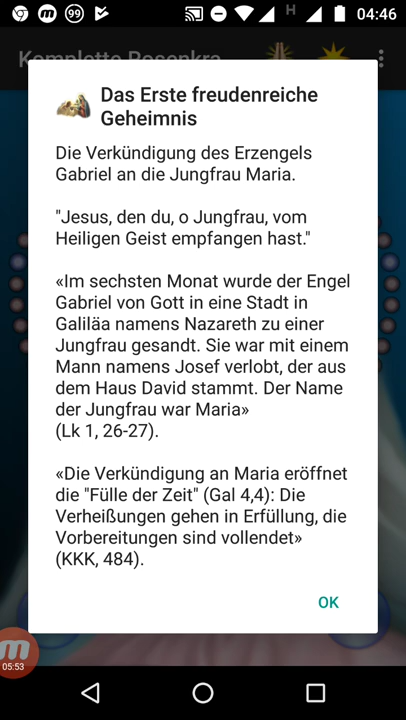 99
H
04:46
Komplette Rosenkra
Das Erste freudenreiche
Geheimnis
Die Verkündigung des Erzengels
Gabriel an die Jungfrau Maria.
"Jesus, den du, o Jungfrau, vom
Heiligen Geist empfangen hast."
«Im sechsten Monat wurde der Engel
Gabriel von Gott in eine Stadt in
Galiläa namens Nazareth zu einer
Jungfrau gesandt. Sie war mit einem
Mann namens Josef verlobt, der aus
dem Haus David stammt. Der Name
der Jungfrau war Maria»
(Lk 1, 26-27).
«Die Verkündigung an Maria eröffnet
die "Fülle der Zeit" (Gal 4,4): Die
Verheißungen gehen in Erfüllung, die
Vorbereitungen sind vollendet»
(KKK, 484).
OK
05:53